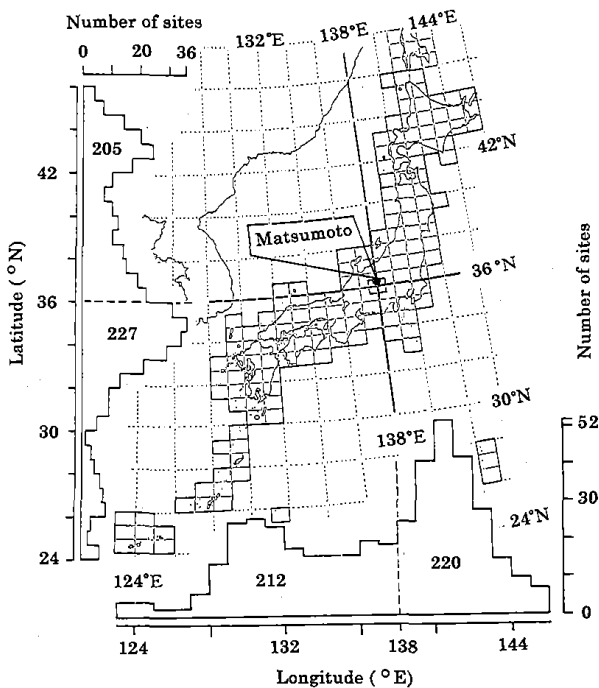 Number of sites
0 20 36
132°E
138°E
144°E
205
42
42°N
Matsumoto
36°N
36
Latitude ( °N)
227
Number of sites
30
30°N
138°E
52
30
24°N
24
124°E
212
220
0
124 132 138 144
Longitude ( °E)